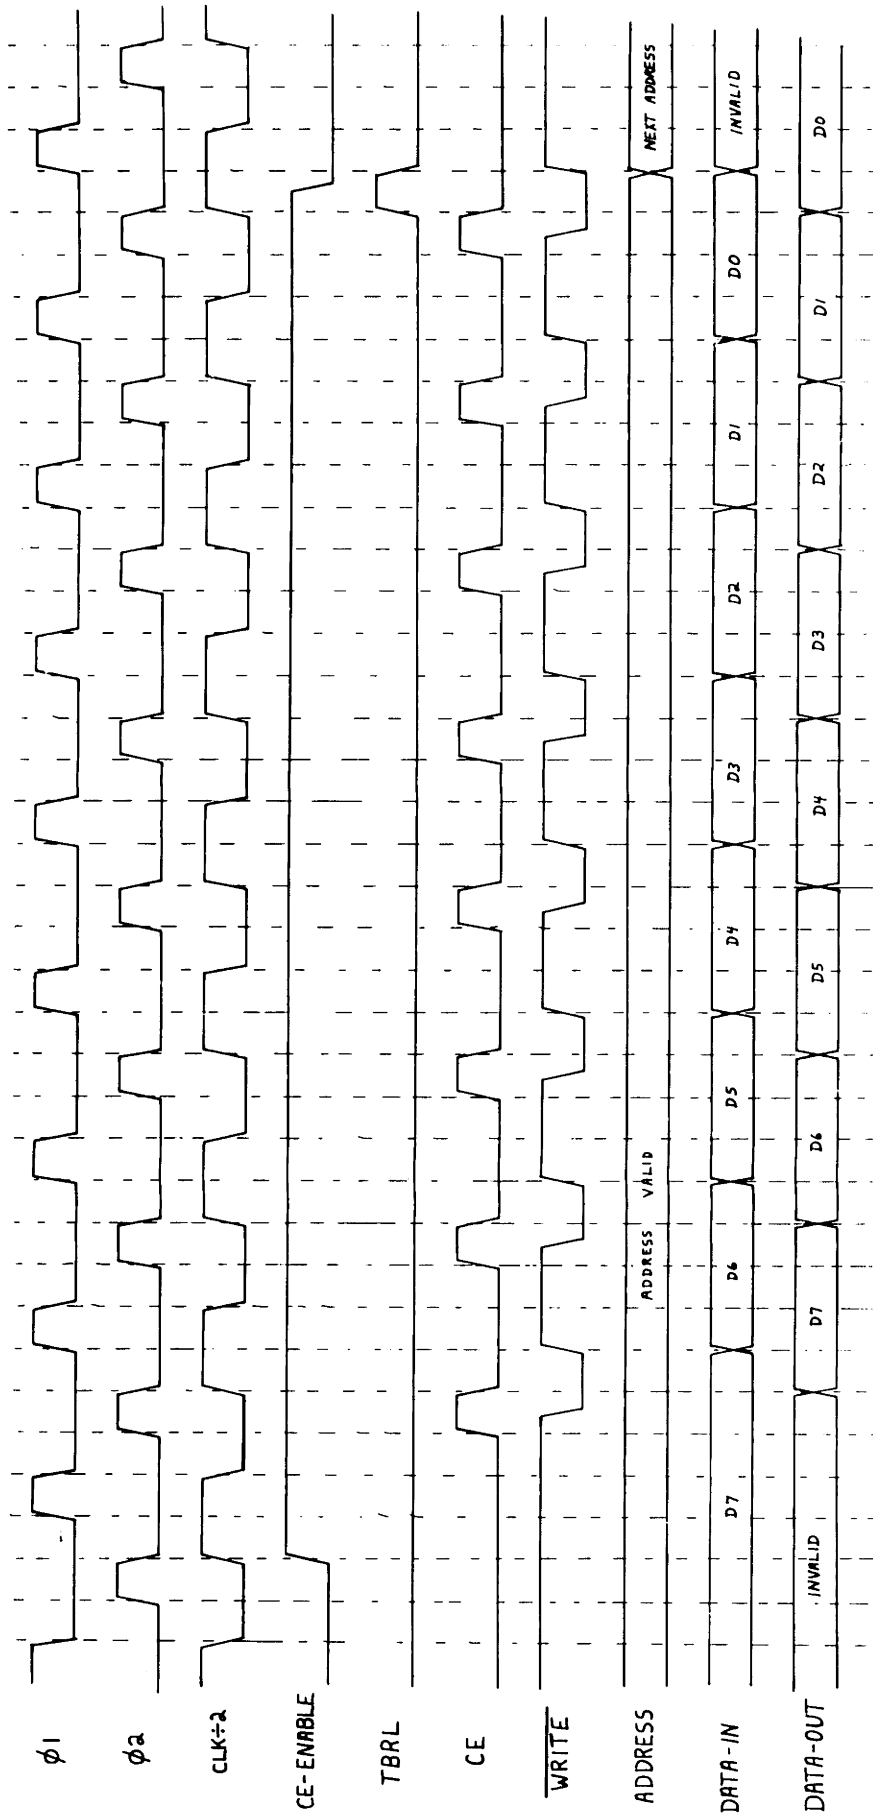 ϕ1
ϕ2
CLK÷2
CE-ENABLE
TBRL
CE
WRITE
ADDRESS ADDRESS VALID NEXT ADDRESS
DATA-IN D7 D6 D5 D4 D3 D2 D1 D0 INVALID
DATA-OUT INVALID D7 D6 D5 D4 D3 D2 D1 D0